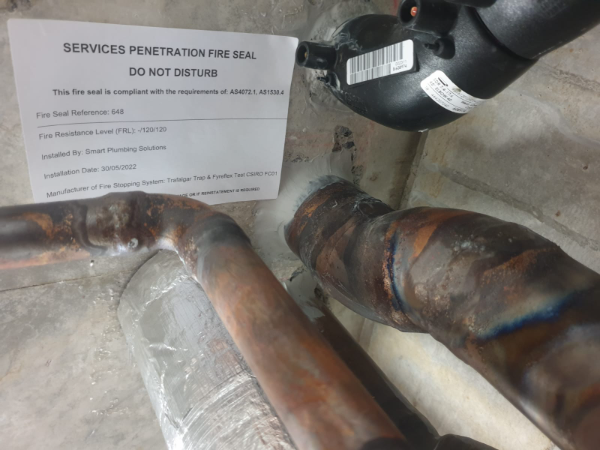 SERVICES PENETRATION FIRE SEAL
DO NOT DISTURB
This fire seal is compliant with the requirements of: AS4072.1, AS1530.4
Fire Seal Reference: 648
Fire Resistance Level (FRL): -/120/120
Installed By: Smart Plumbing Solutions
Installation Date: 30/05/2022
Manufacturer of Fire Stopping System: Trafalgar Trap & Fyreflex Test CSIRO